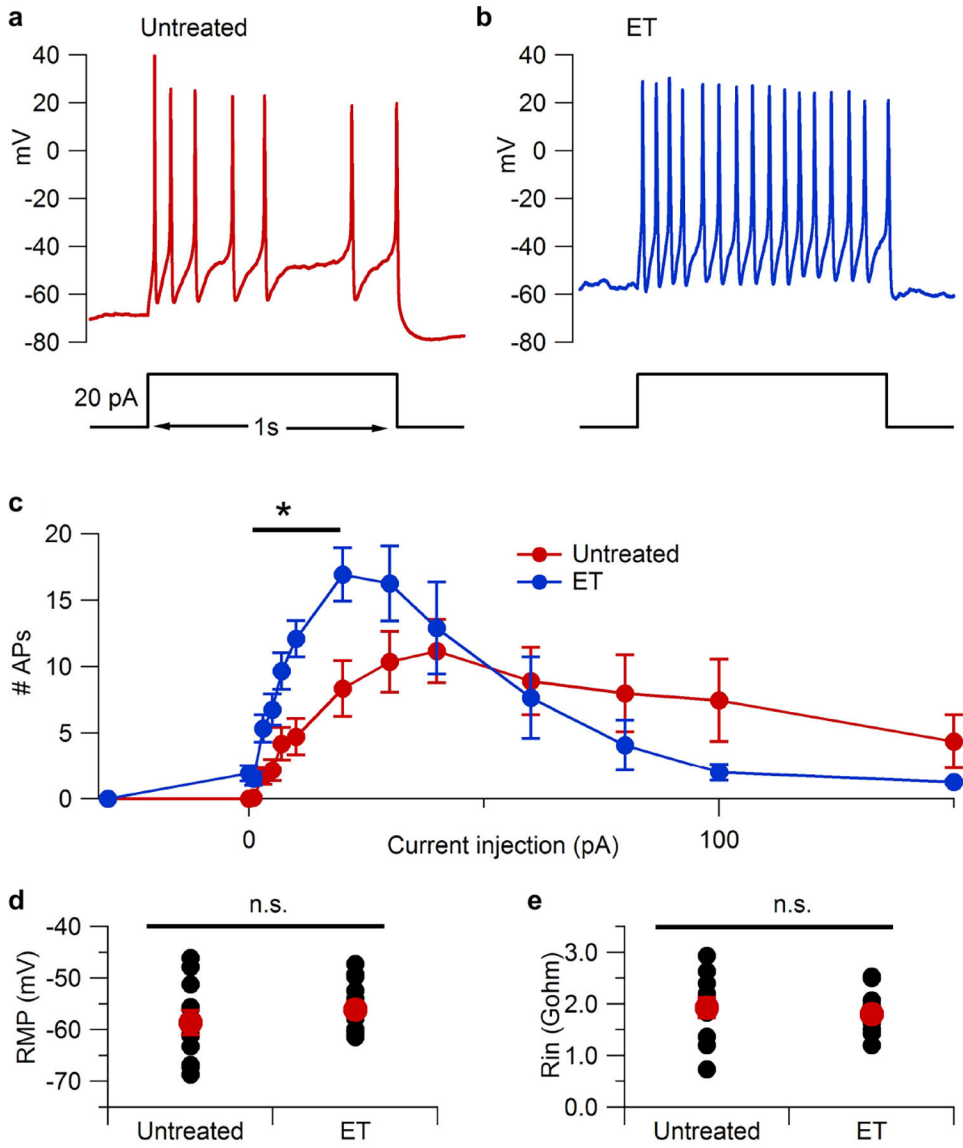 a
Untreated
b
ET
40
20
0
-20
-40
-60
-80
mV
40
20
0
-20
-40
-60
-80
mV
20 pA
1s
c
*
20
15
10
5
0
# APs
Untreated
ET
0
100
Current injection (pA)
d
n.s.
-40
-50
-60
-70
RMP (mV)
Untreated
ET
e
n.s.
3.0
2.0
1.0
0.0
Rin (Gohm)
Untreated
ET